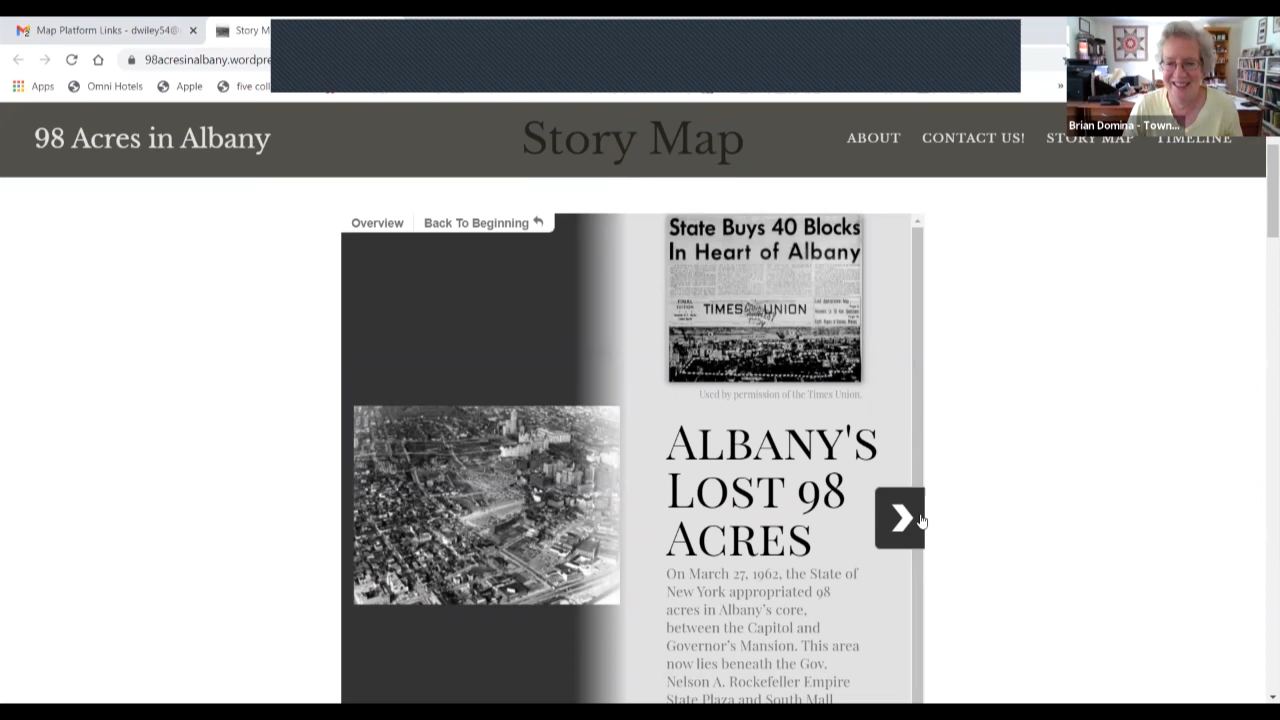 Map Platform Links - dwiley54@
Story M
98acresinalbany.wordpre
Apps
Omni Hotels
Apple
five coll
»
Brian Domina - Town...
98 Acres in Albany
Story Map
ABOUT
CONTACT US!
STORY MAP
TIMELINE
Overview
Back To Beginning
State Buys 40 Blocks
In Heart of Albany
FINAL
EDITION
TIMES UNION
Used by permission of the Times Union.
ALBANY'S
LOST 98
ACRES
On March 27, 1962, the State of
New York appropriated 98
acres in Albany's core,
between the Capitol and
Governor's Mansion. This area
now lies beneath the Gov.
Nelson A. Rockefeller Empire
State Plaza and South Mall